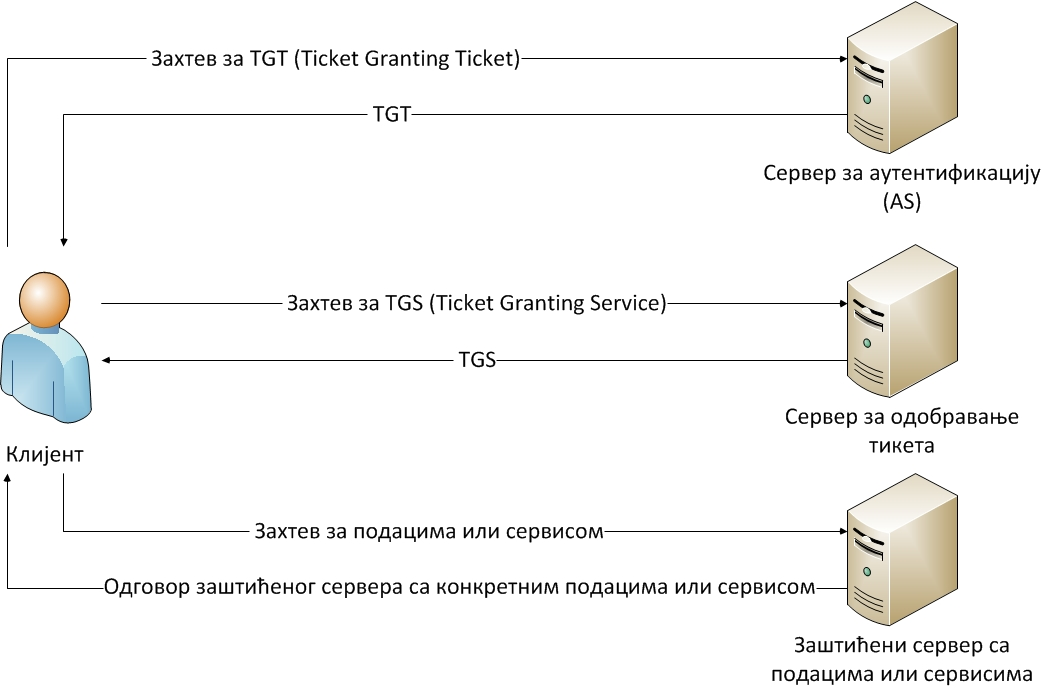 Захтев за TGT (Ticket Granting Ticket)
TGT
Сервер за аутентификацију
(AS)
Захтев за TGS (Ticket Granting Service)
TGS
Сервер за одобравање
тикета
Клијент
Захтев за подацима или сервисом
Одговор заштићеног сервера са конкретним подацима или сервисом
Заштићени сервер са
подацима или сервисима